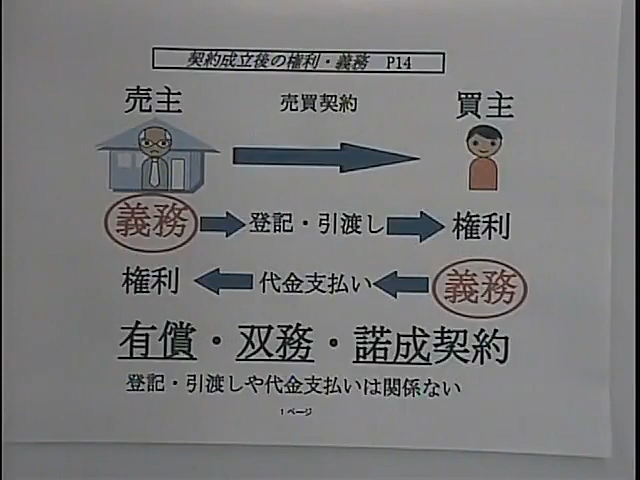 契約成立後の権利・義務 P14
売主 売買契約 買主
義務 登記・引渡し 権利
権利 代金支払い 義務
有償・双務・諾成契約
登記・引渡しや代金支払いは関係ない
1ページ